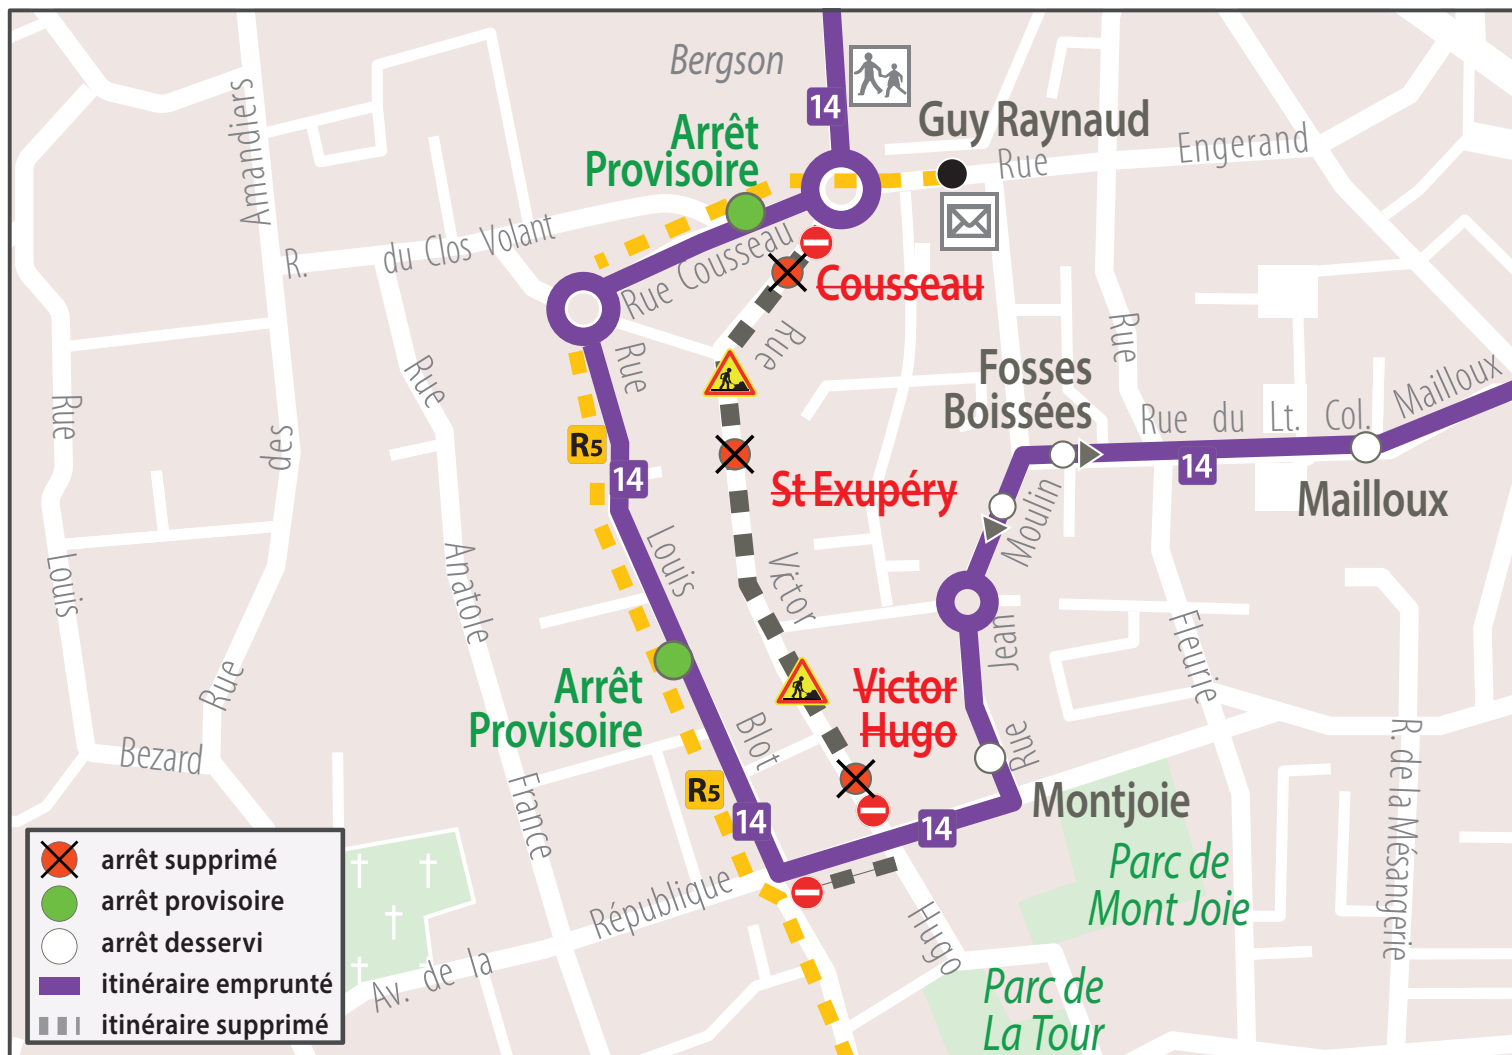 Bergson
14
Guy Raynaud
Arrêt
Provisoire
Rue
Engerand
Amandiers
des
R. du Clos Volant
Rue Cousseau
Cousseau
Rue
Rue
Rue
Rue
Rue
Fosses
Boissées
Rue du Lt. Col. Mailloux
R5
14
14
St Exupéry
Mailloux
Moulin
Louis
Anatole
Louis
Victor
Jean
Fleurie
Rue
Arrêt
Provisoire
Victor
Hugo
Blot
Rue
Bezard
R5
14
14
Montjoie
R. de la Mésangerie
France
Parc de
Mont Joie
République
Hugo
Av. de la
Parc de
La Tour
arrêt supprimé
arrêt provisoire
arrêt desservi
itinéraire emprunté
itinéraire supprimé